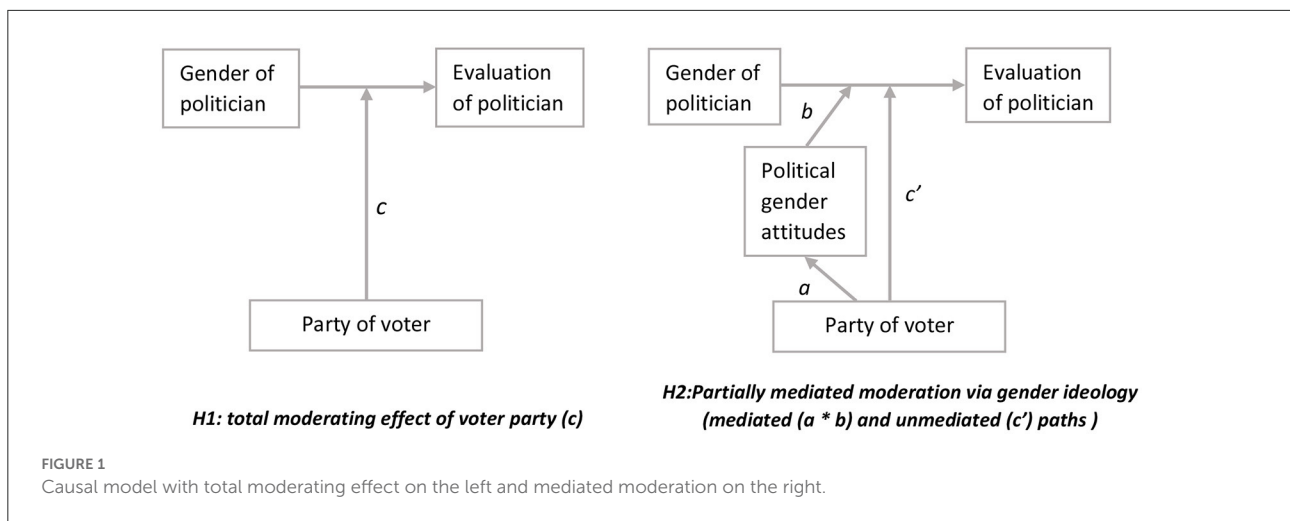 Gender of
politician
Evaluation
of politician
c
Party of voter
H1: total moderating effect of voter party (c)
Gender of
politician
Evaluation
of politician
b
Political
gender
attitudes
c’
a
Party of voter
H2:Partially mediated moderation via gender ideology
(mediated (a * b) and unmediated (c’) paths )
FIGURE 1
Causal model with total moderating effect on the left and mediated moderation on the right.